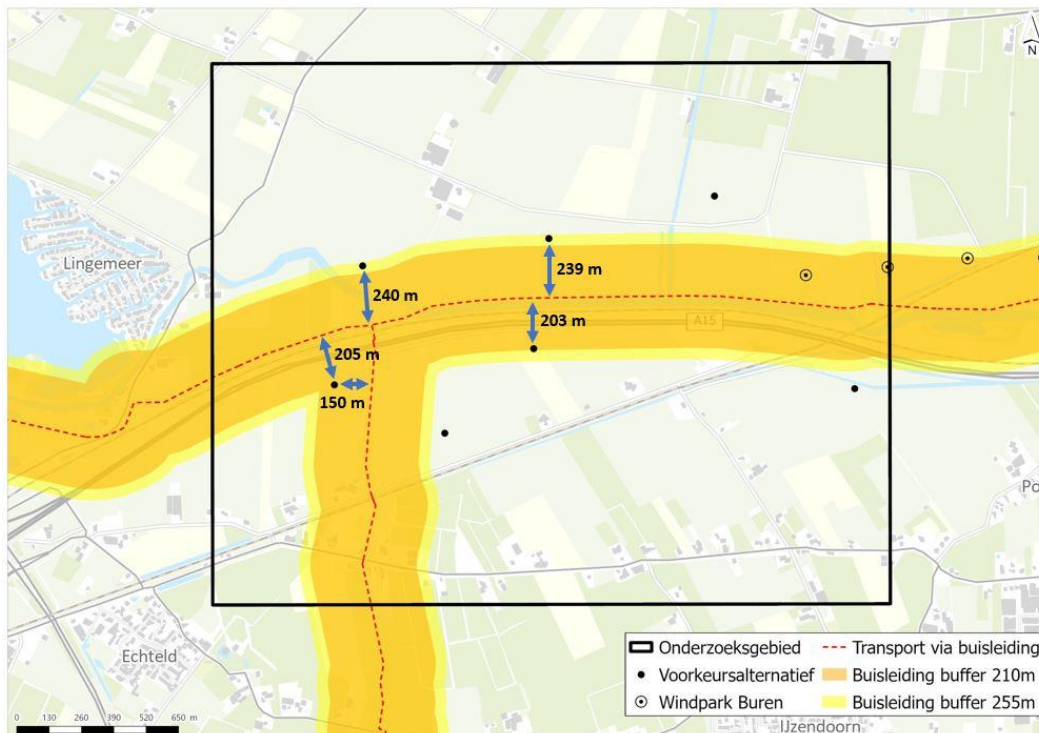 N
Lingemeer
239 m
240 m
203 m
A15
205 m
150 m
Po
Echteld
IJzendoorn
0 130 260 390 520 650 m
Onderzoeksgebied
Voorkeursalternatief
Windpark Buren
Transport via buisleiding
Buisleiding buffer 210m
Buisleiding buffer 255m